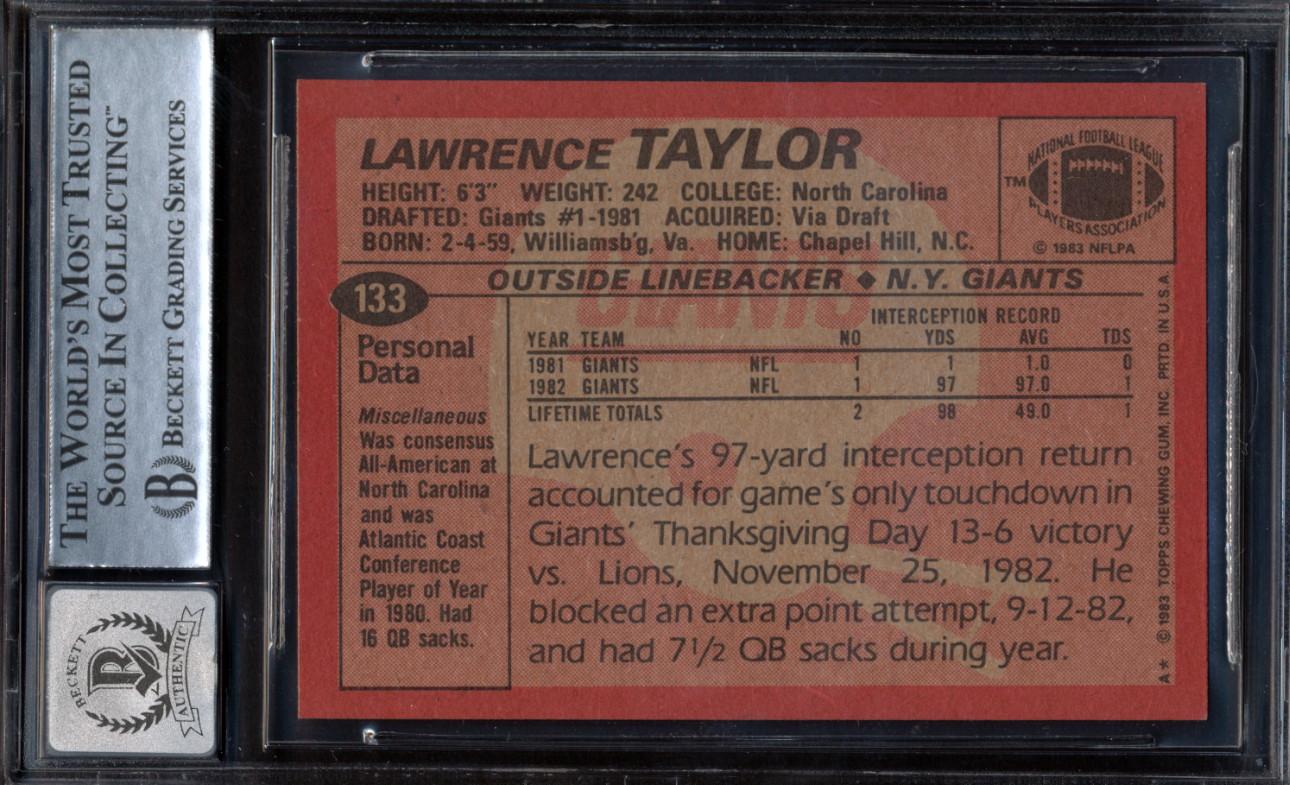 THE WORLD'S MOST TRUSTED
SOURCE IN COLLECTING™
B BECKETT GRADING SERVICES
BECKETT
B
AUTHENTIC
LAWRENCE TAYLOR
HEIGHT: 6'3" WEIGHT: 242 COLLEGE: North Carolina
DRAFTED: Giants #1-1981 ACQUIRED: Via Draft
BORN: 2-4-59, Williamsb'g, Va. HOME: Chapel Hill, N.C.
NATIONAL FOOTBALL LEAGUE
TM
PLAYERS ASSOCIATION
© 1983 NFLPA
133
OUTSIDE LINEBACKER ◆ N.Y. GIANTS
GIANTS
Personal
Data
Miscellaneous
Was consensus
All-American at
North Carolina
and was
Atlantic Coast
Conference
Player of Year
in 1980. Had
16 QB sacks.
INTERCEPTION RECORD
YEAR TEAM NO YDS AVG TDS
1981 GIANTS NFL 1 1 1.0 0
1982 GIANTS NFL 1 97 97.0 1
LIFETIME TOTALS 2 98 49.0 1
Lawrence's 97-yard interception return
accounted for game's only touchdown in
Giants' Thanksgiving Day 13-6 victory
vs. Lions, November 25, 1982. He
blocked an extra point attempt, 9-12-82,
and had 7 1/2 QB sacks during year.
A* © 1983 TOPPS CHEWING GUM, INC. PRTD. IN U.S.A.